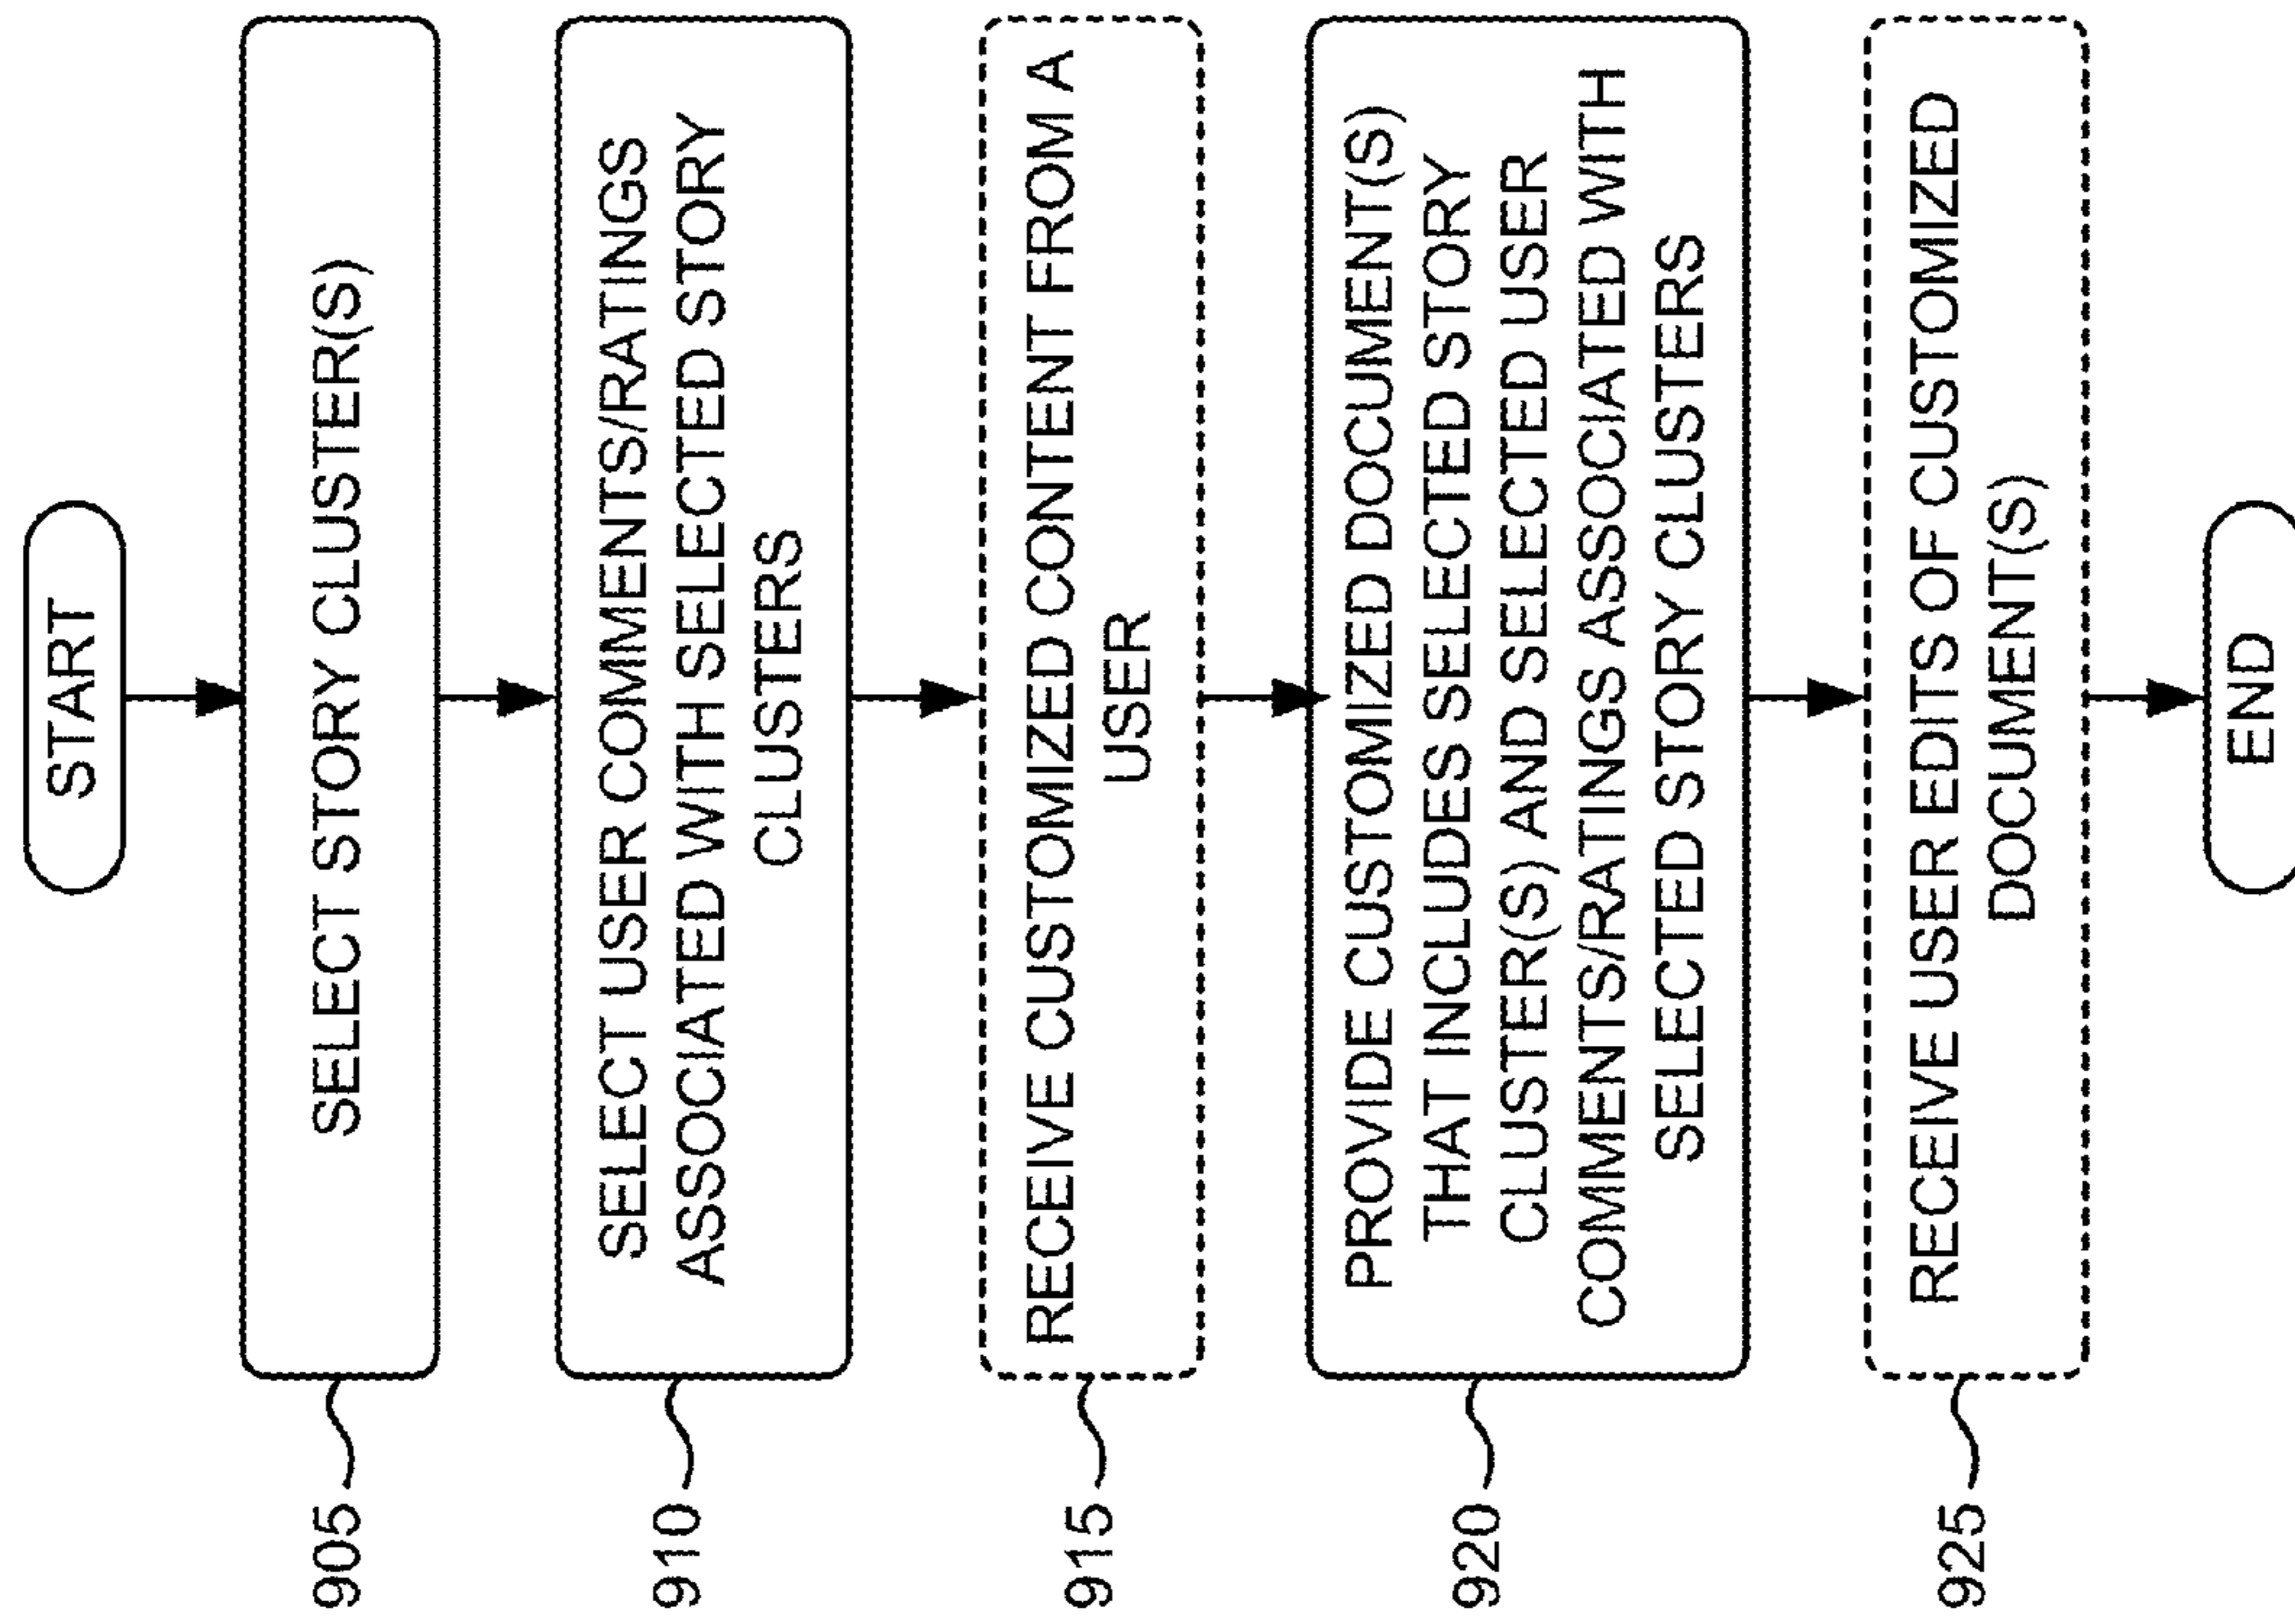 START
905
SELECT STORY CLUSTER(S)
910
SELECT USER COMMENTS/RATINGS
ASSOCIATED WITH SELECTED STORY
CLUSTERS
915
RECEIVE CUSTOMIZED CONTENT FROM A
USER
920
PROVIDE CUSTOMIZED DOCUMENT(S)
THAT INCLUDES SELECTED STORY
CLUSTER(S) AND SELECTED USER
COMMENTS/RATINGS ASSOCIATED WITH
SELECTED STORY CLUSTERS
925
RECEIVE USER EDITS OF CUSTOMIZED
DOCUMENT(S)
END